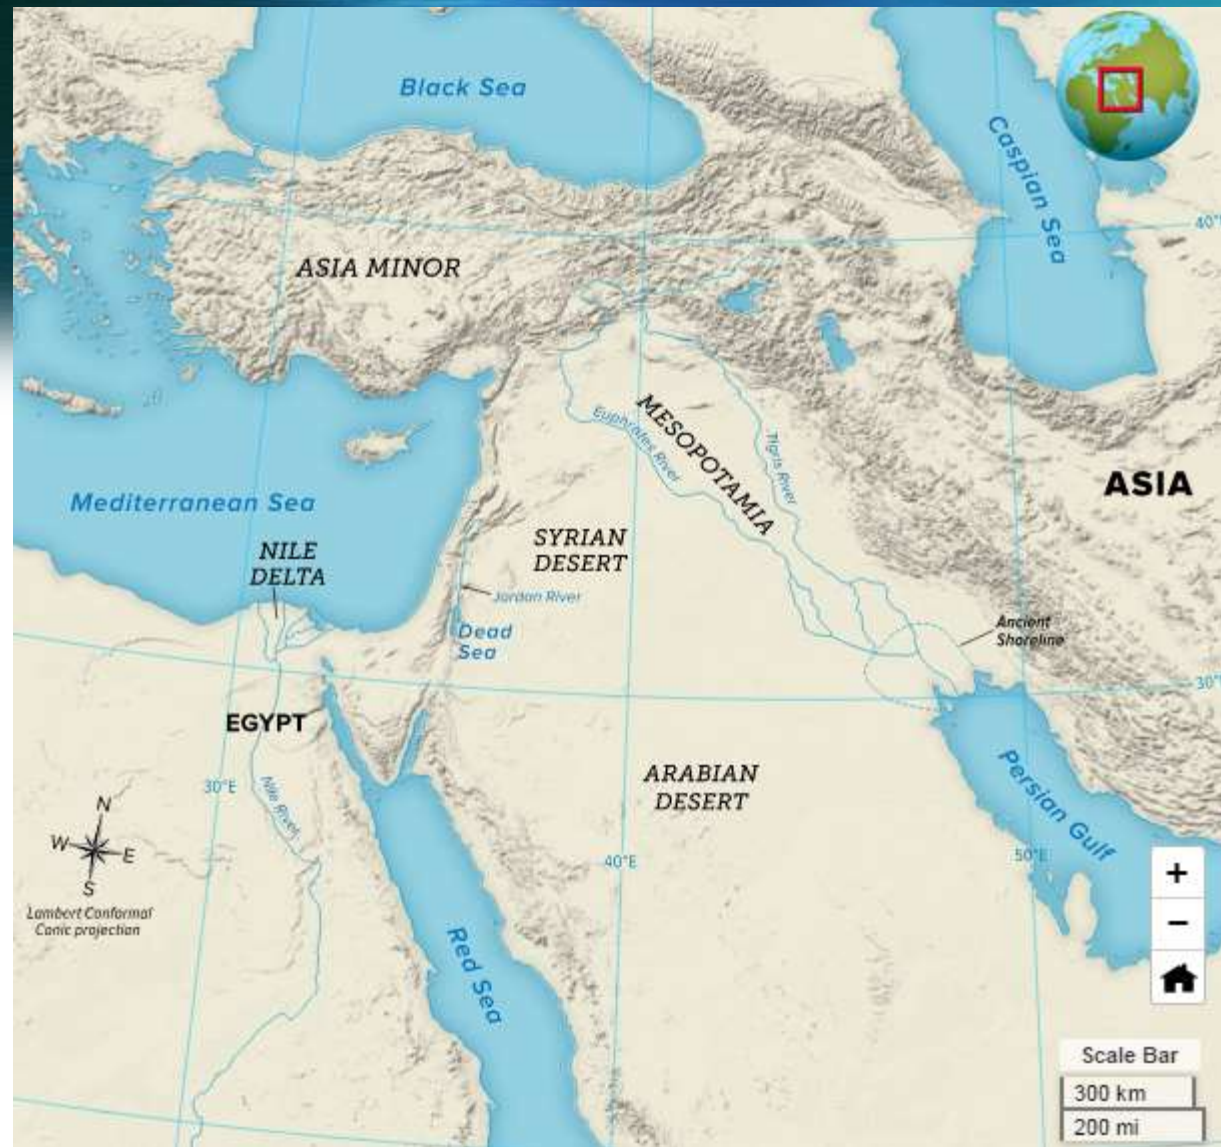 Black Sea
Caspian Sea
40°
ASIA MINOR
MESOPOTAMIA
Euphrates River
Tigris River
ASIA
Mediterranean Sea
SYRIAN
DESERT
NILE
DELTA
Jordan River
Dead
Sea
Ancient
Shoreline
30°
EGYPT
30°E
Nile River
ARABIAN
DESERT
Persian Gulf
N
W
E
S
40°E
50°E
Lambert Conformal
Conic projection
Red Sea
+
−
Scale Bar
300 km
200 mi